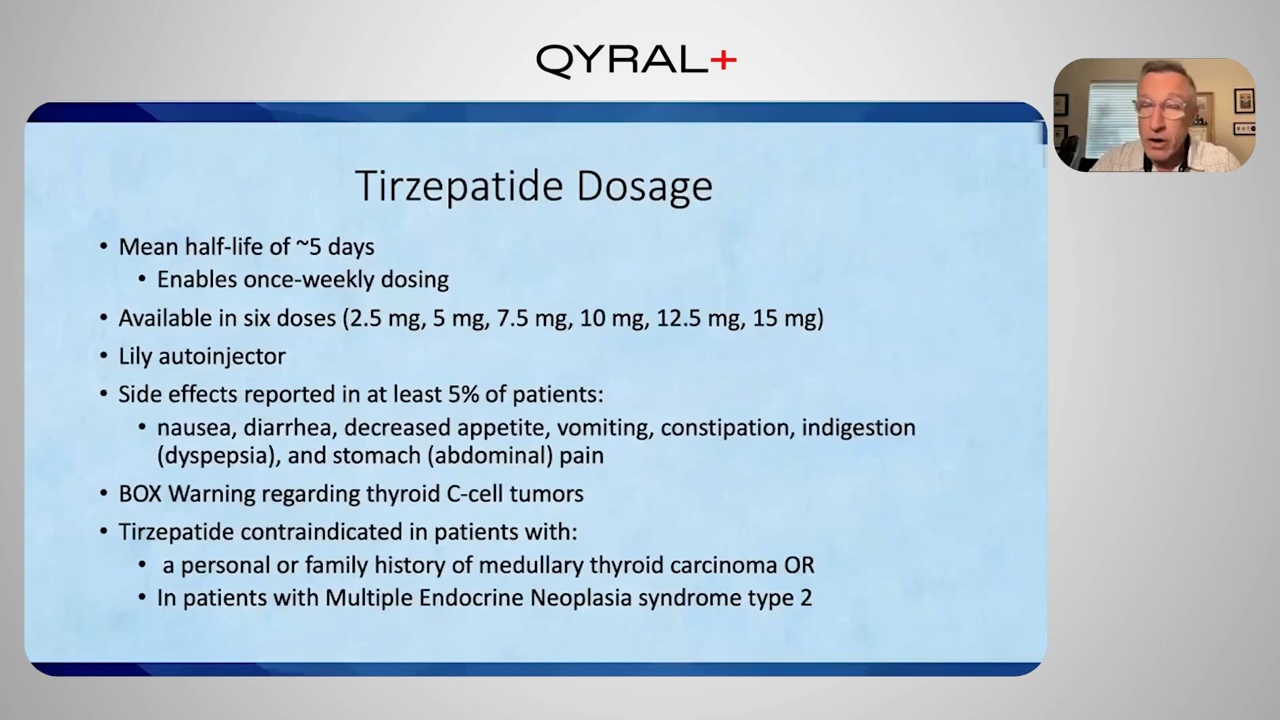 QYRAL+
Tirzepatide Dosage
• Mean half-life of ~5 days
• Enables once-weekly dosing
• Available in six doses (2.5 mg, 5 mg, 7.5 mg, 10 mg, 12.5 mg, 15 mg)
• Lily autoinjector
• Side effects reported in at least 5% of patients:
• nausea, diarrhea, decreased appetite, vomiting, constipation, indigestion
(dyspepsia), and stomach (abdominal) pain
• BOX Warning regarding thyroid C-cell tumors
• Tirzepatide contraindicated in patients with:
• a personal or family history of medullary thyroid carcinoma OR
• In patients with Multiple Endocrine Neoplasia syndrome type 2